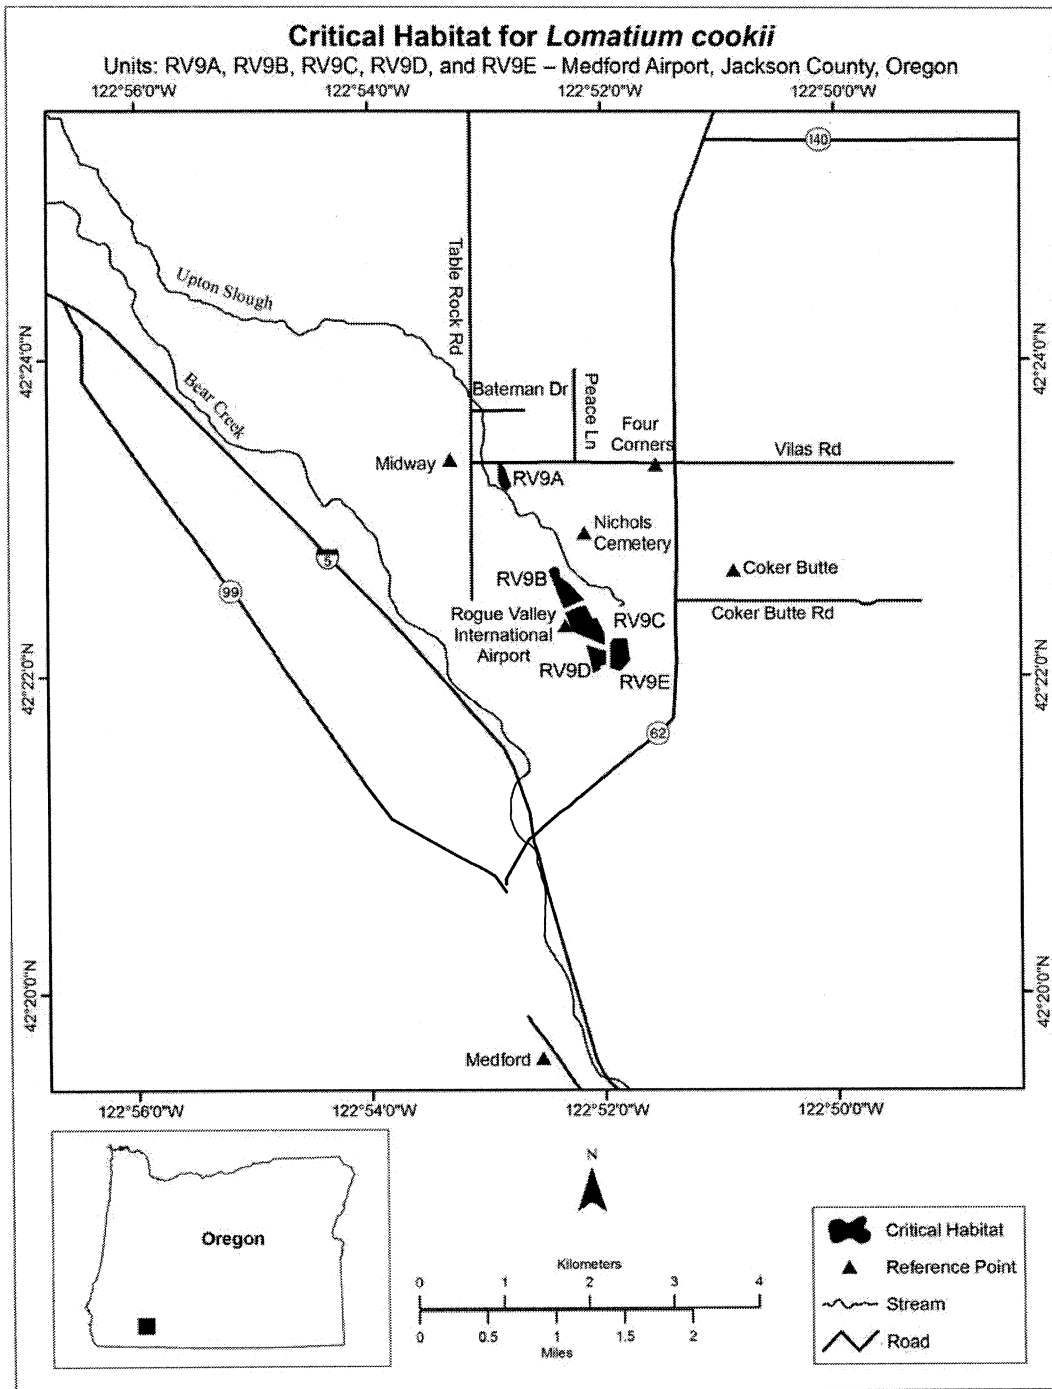 Critical Habitat for Lomatium cookii
Units: RV9A, RV9B, RV9C, RV9D, and RV9E – Medford Airport, Jackson County, Oregon
122°56'0"W
122°54'0"W
122°52'0"W
122°50'0"W
140
Table Rock Rd
Upton Slough
42°24'0"N
42°24'0"N
Bear Creek
Bateman Dr
Peace Ln
Four
Corners
Vilas Rd
Midway
RV9A
Nichols
Cemetery
5
99
RV9B
Coker Butte
Rogue Valley
International
Airport
RV9C
Coker Butte Rd
RV9D
RV9E
42°22'0"N
42°22'0"N
62
42°20'0"N
42°20'0"N
Medford
122°56'0"W
122°54'0"W
122°52'0"W
122°50'0"W
Oregon
N
Kilometers
0
1
2
3
4
0
0.5
1
1.5
2
Miles
Critical Habitat
Reference Point
Stream
Road